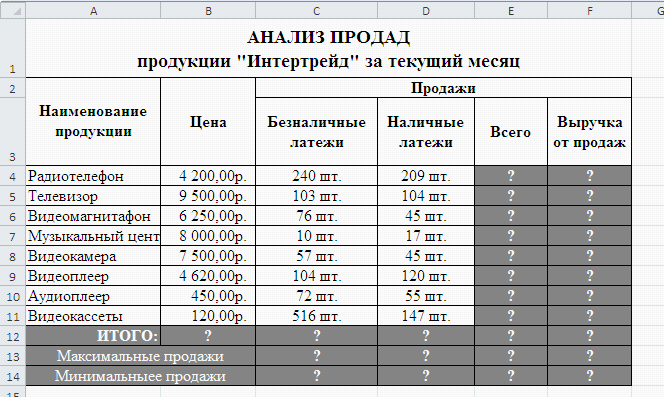 A B C D E F G
1 АНАЛИЗ ПРОДАД
продукции "Интертрейд" за текущий месяц
2 Наименование продукции Цена Продажи
3 Безналичные латежи Наличные латежи Всего Выручка от продаж
4 Радиотелефон 4 200,00р. 240 шт. 209 шт. ? ?
5 Телевизор 9 500,00р. 103 шт. 104 шт. ? ?
6 Видеомагнитафон 6 250,00р. 76 шт. 45 шт. ? ?
7 Музыкальный цент 8 000,00р. 10 шт. 17 шт. ? ?
8 Видеокамера 7 500,00р. 57 шт. 45 шт. ? ?
9 Видеоплеер 4 620,00р. 104 шт. 120 шт. ? ?
10 Аудиоплеер 450,00р. 72 шт. 55 шт. ? ?
11 Видеокассеты 120,00р. 516 шт. 147 шт. ? ?
12 ИТОГО: ? ? ? ? ?
13 Максимальные продажи ? ? ? ?
14 Минимальныее продажи ? ? ? ?